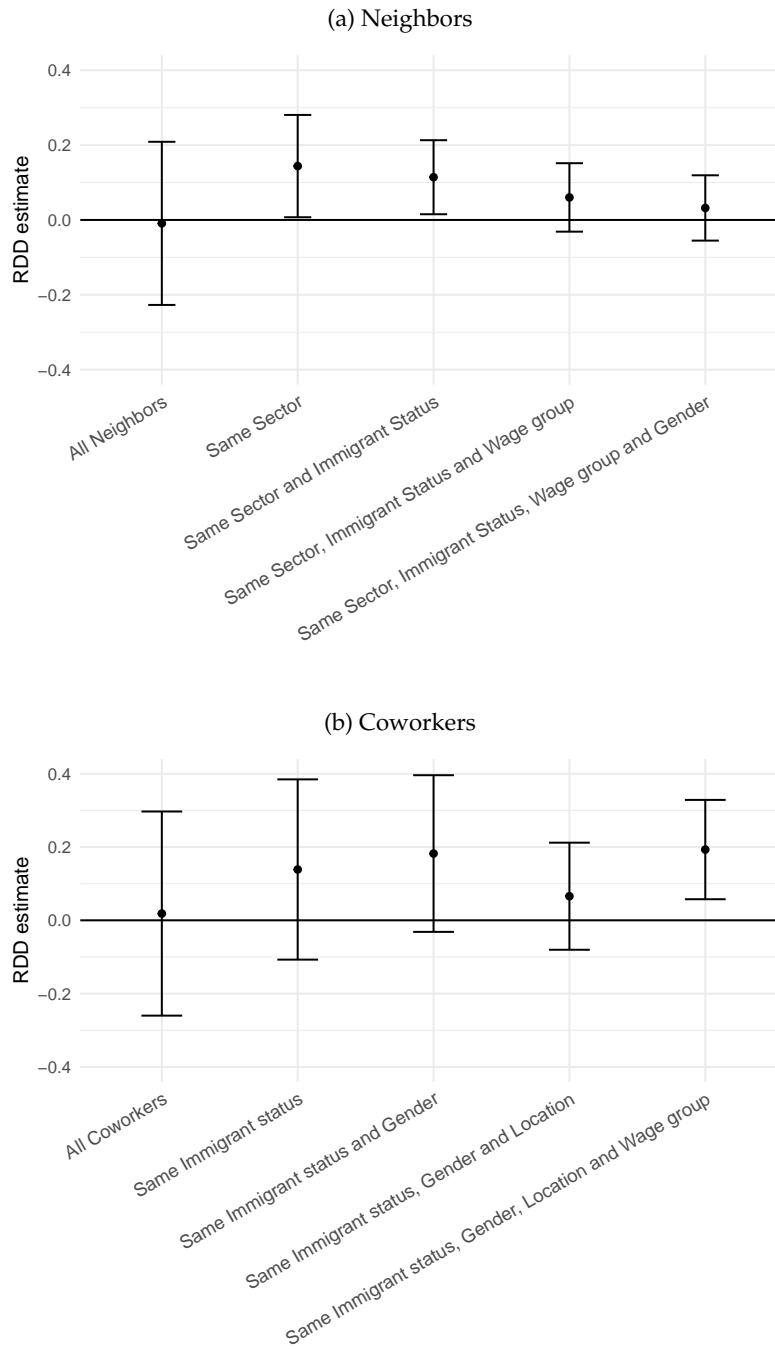 (a) Neighbors
0.4
0.2
0.0
−0.2
−0.4
RDD estimate
All Neighbors
Same Sector
Same Sector and Immigrant Status
Same Sector, Immigrant Status and Wage group
Same Sector, Immigrant Status, Wage group and Gender
(b) Coworkers
0.4
0.2
0.0
−0.2
−0.4
RDD estimate
All Coworkers
Same Immigrant status
Same Immigrant status and Gender
Same Immigrant status, Gender and Location
Same Immigrant status, Gender, Location and Wage group